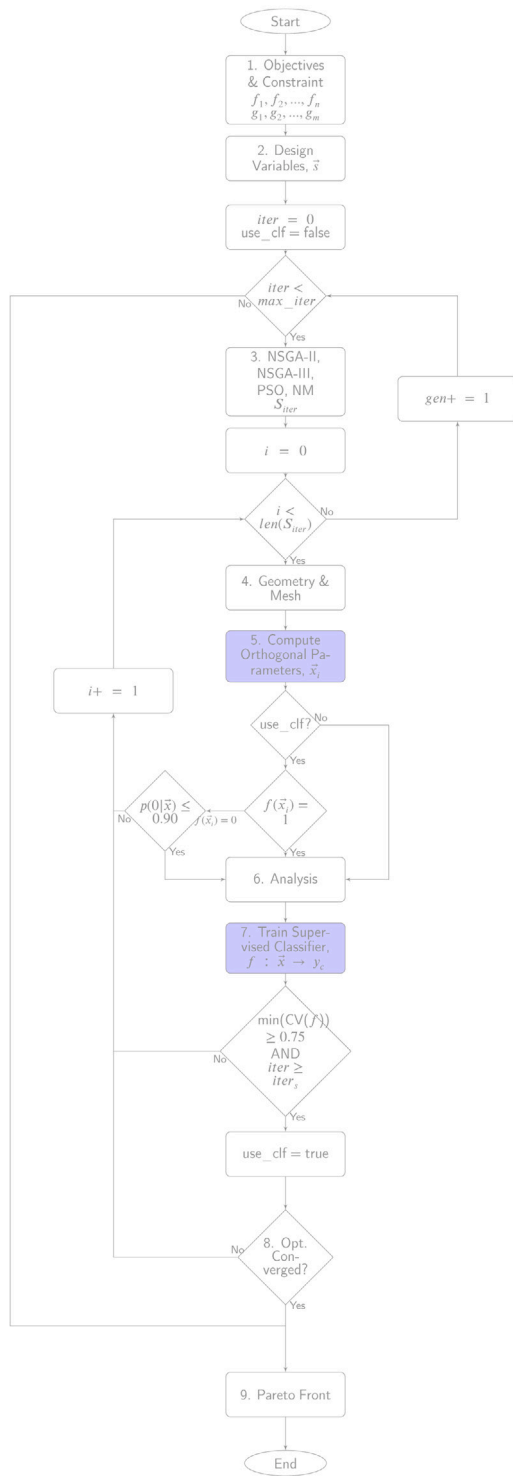 Start
1. Objectives
& Constraint
f₁, f₂, ..., fₙ
g₁, g₂, ..., gₘ
2. Design
Variables, s⃗
iter = 0
use_clf = false
iter <
max_iter
No
Yes
3. NSGA-II,
NSGA-III,
PSO, NM
S_iter
gen+ = 1
i = 0
i <
len(S_iter)
No
Yes
4. Geometry &
Mesh
5. Compute
Orthogonal Pa-
rameters, x⃗ᵢ
i+ = 1
use_clf?
No
Yes
p(0|x⃗) ≤
0.90
No
Yes
f(x⃗ᵢ) = 0
f(x⃗ᵢ) =
1
Yes
6. Analysis
7. Train Super-
vised Classifier,
f : x⃗ → y_c
min(CV(f))
≥ 0.75
AND
iter ≥
iter_s
No
Yes
use_clf = true
8. Opt.
Con-
verged?
No
Yes
9. Pareto Front
End